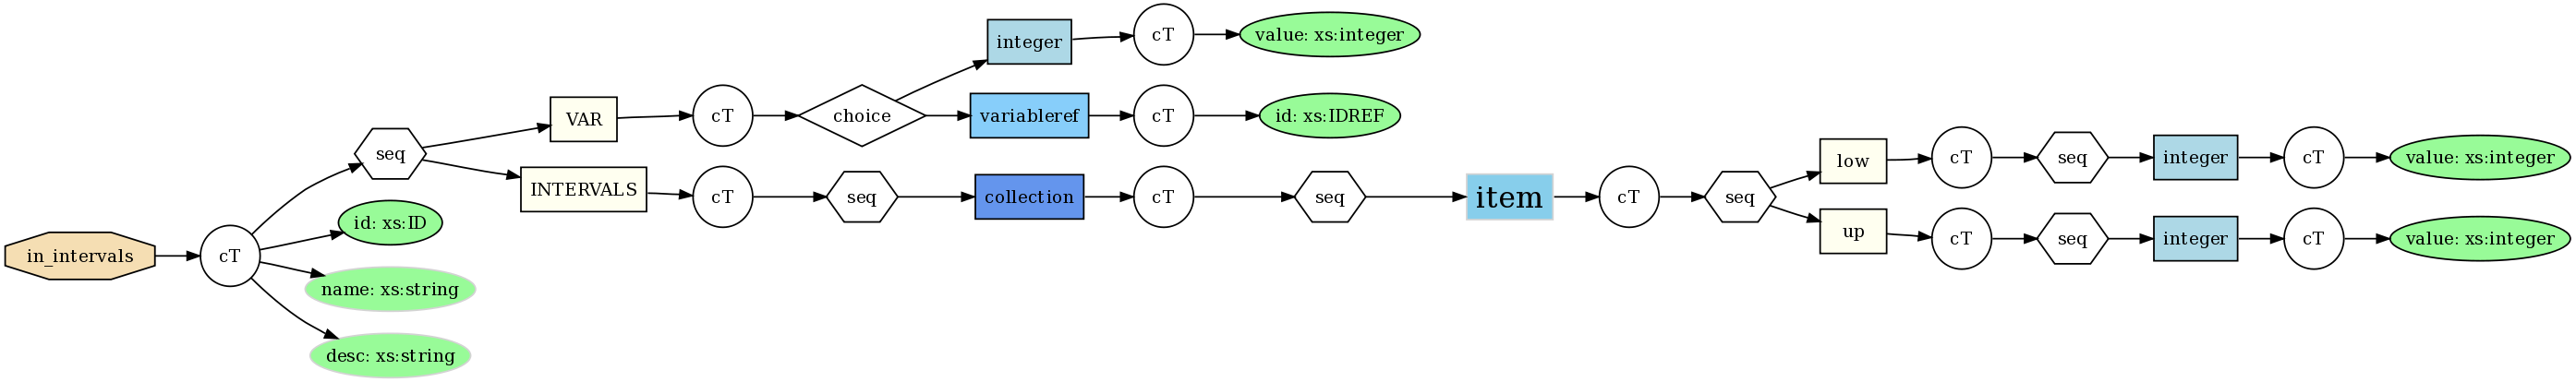 in_intervals
cT
seq
id: xs:ID
name: xs:string
desc: xs:string
VAR
cT
choice
integer
cT
value: xs:integer
variableref
cT
id: xs:IDREF
INTERVALS
cT
seq
collection
cT
seq
item
cT
seq
low
cT
seq
integer
cT
value: xs:integer
up
cT
seq
integer
cT
value: xs:integer